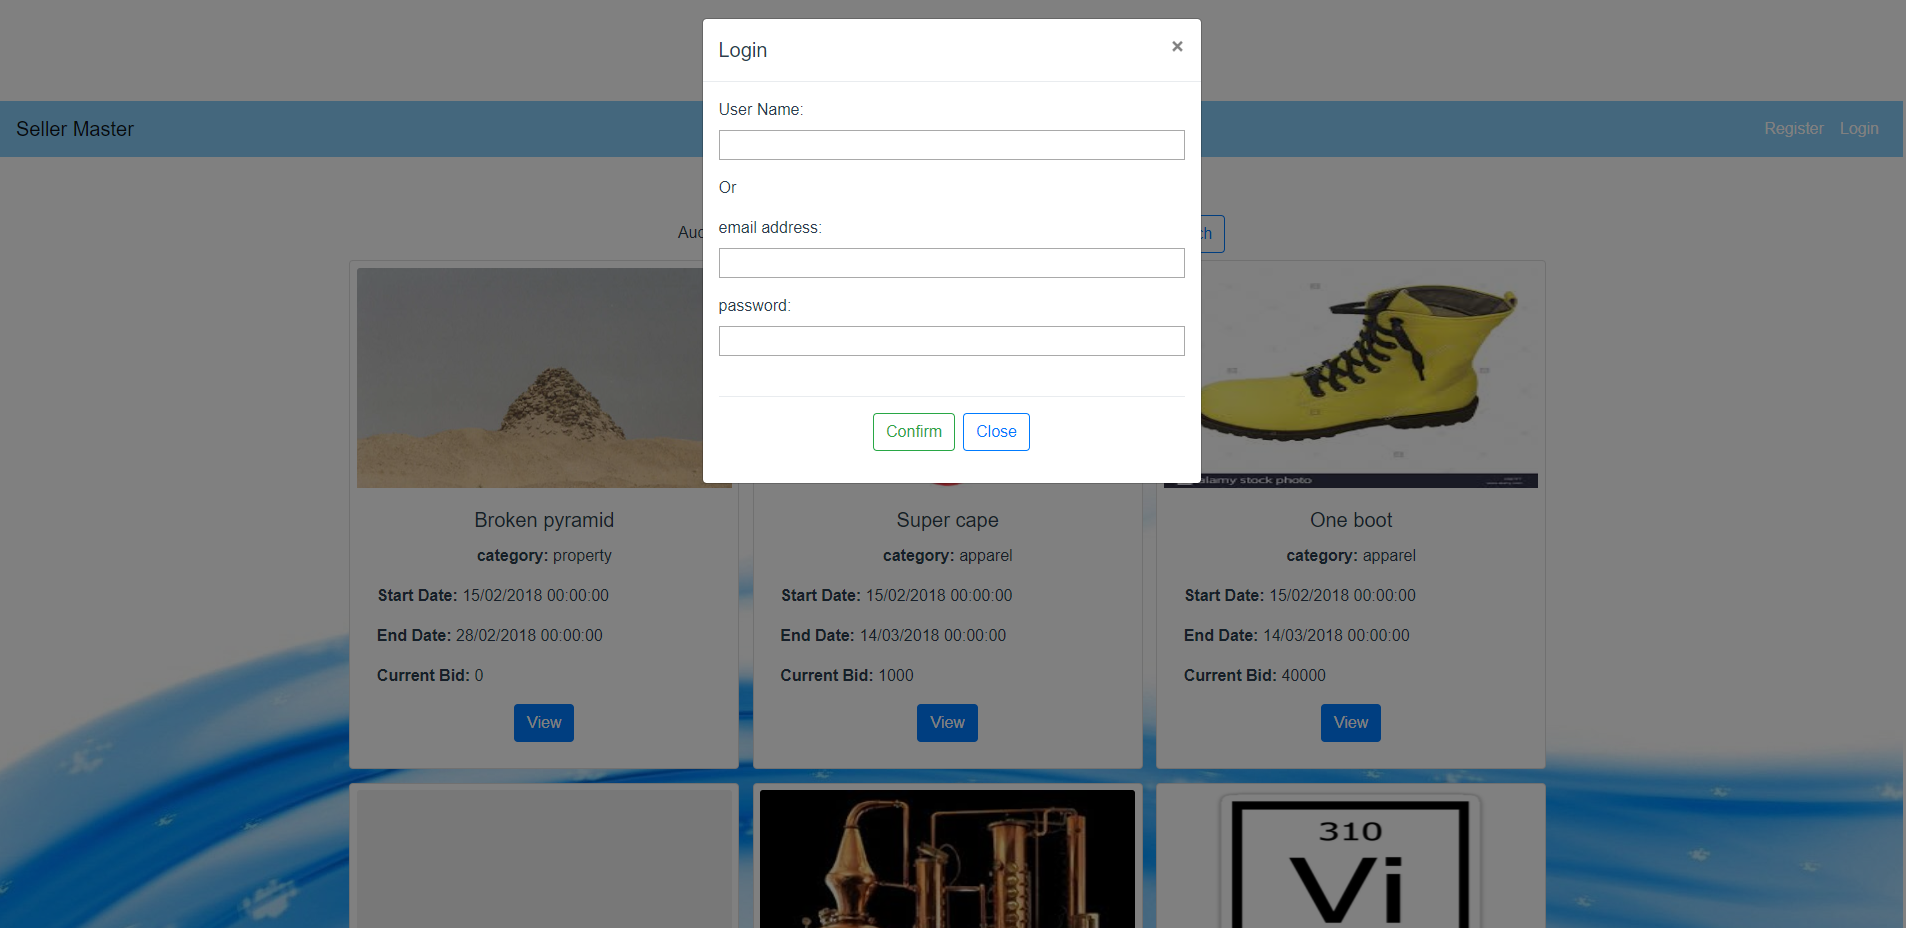 Login ×
User Name:
Seller Master
Register Login
Or
email address:
password:
Confirm Close
alamy stock photo
Broken pyramid
category: property
Start Date: 15/02/2018 00:00:00
End Date: 28/02/2018 00:00:00
Current Bid: 0
View
Super cape
category: apparel
Start Date: 15/02/2018 00:00:00
End Date: 14/03/2018 00:00:00
Current Bid: 1000
View
One boot
category: apparel
Start Date: 15/02/2018 00:00:00
End Date: 14/03/2018 00:00:00
Current Bid: 40000
View
310
Vi